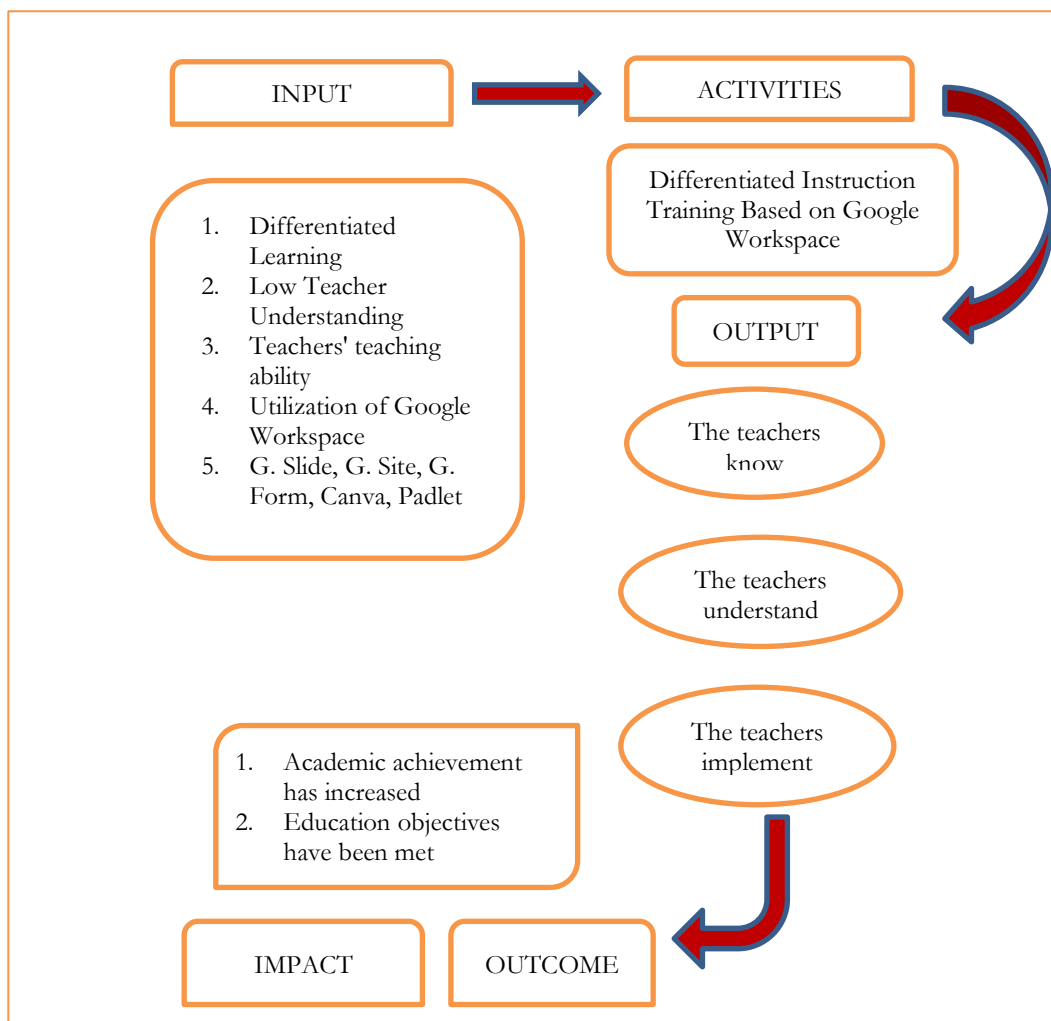 INPUT
ACTIVITIES
Differentiated Instruction
Training Based on Google
Workspace
1. Differentiated
Learning
2. Low Teacher
Understanding
3. Teachers' teaching
ability
4. Utilization of Google
Workspace
5. G. Slide, G. Site, G.
Form, Canva, Padlet
OUTPUT
The teachers
know
The teachers
understand
The teachers
implement
1. Academic achievement
has increased
2. Education objectives
have been met
IMPACT
OUTCOME